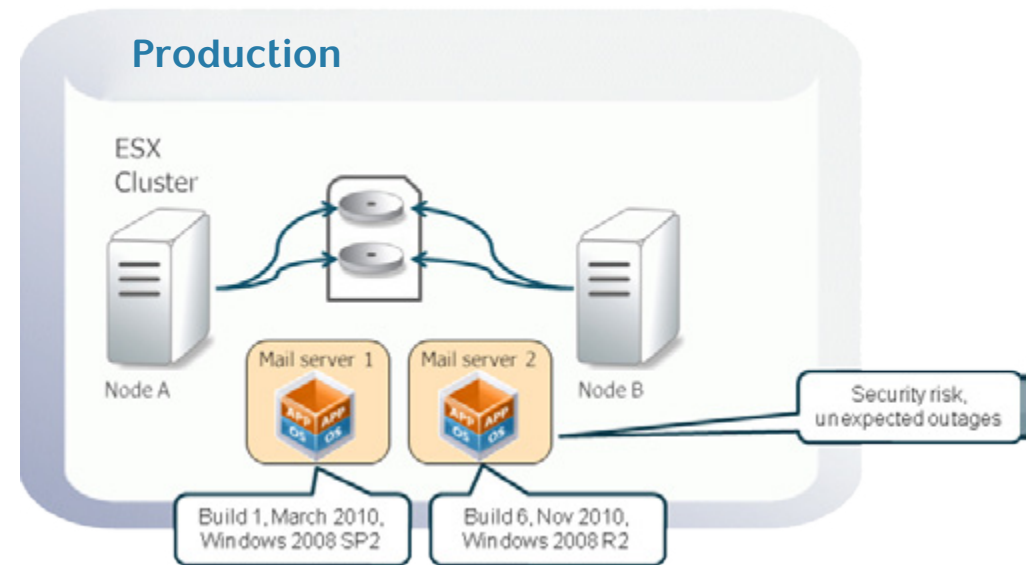 Production
ESX
Cluster
Node A
Node B
Mail server 1
Mail server 2
APP APP
OS OS
APP APP
OS OS
Security risk,
unexpected outages
Build 1, March 2010,
Windows 2008 SP2
Build 6, Nov 2010,
Windows 2008 R2